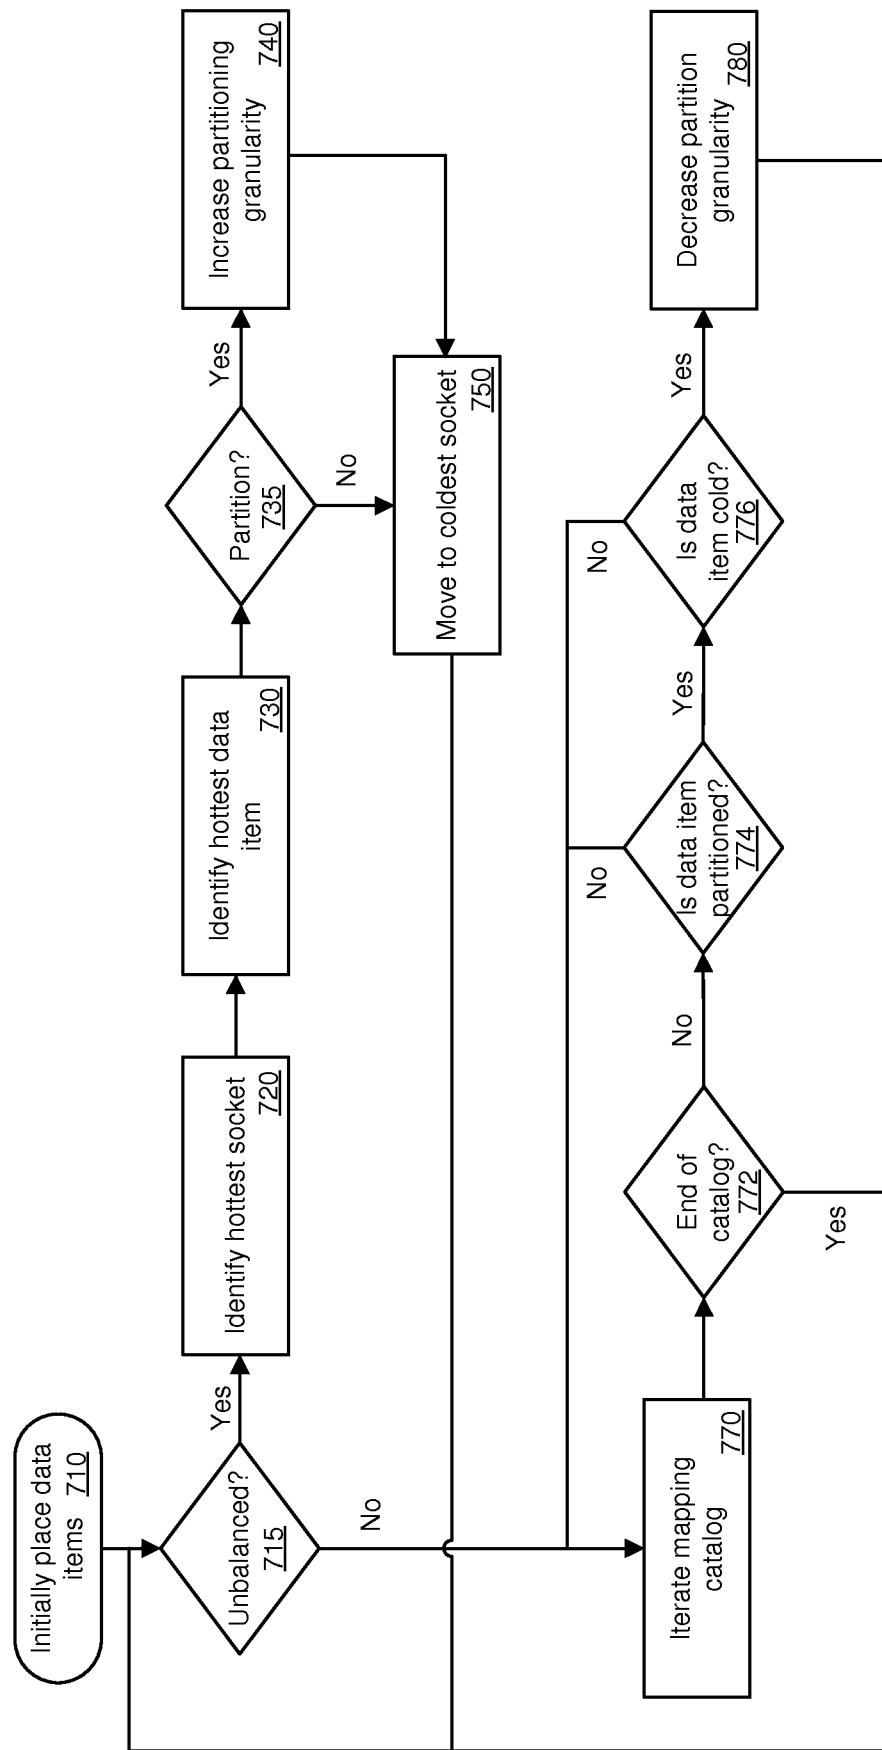 Initially place data
items 710
Unbalanced?
715
Yes
No
Identify hottest socket
720
Identify hottest data
item
730
Partition?
735
Yes
No
Increase partitioning
granularity
740
Move to coldest socket
750
Iterate mapping
catalog
770
End of
catalog?
772
No
Yes
Is data item
partitioned?
774
Yes
No
Is data
item cold?
776
Yes
No
Decrease partition
granularity
780